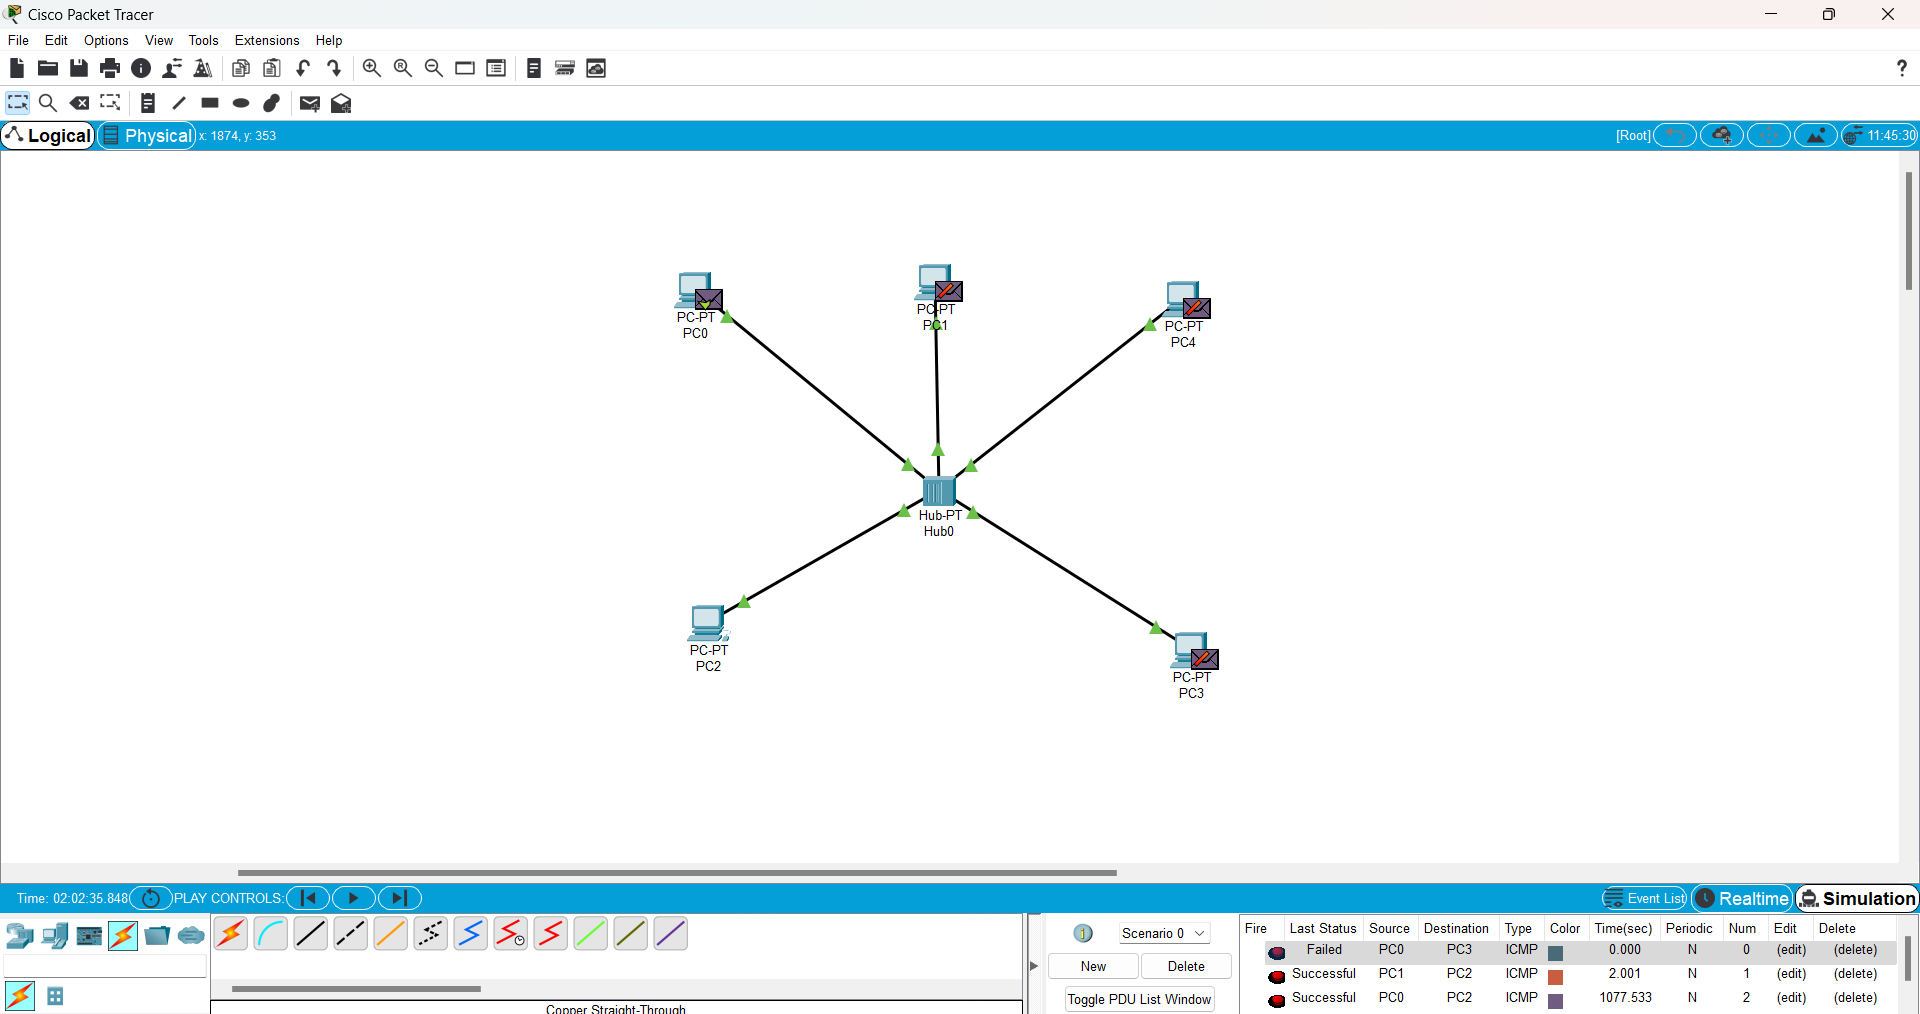 Cisco Packet Tracer
File Edit Options View Tools Extensions Help
?
Logical Physical x: 1874, y: 353 [Root] 11:45:30
PC-PT
PC0
PC-PT
PC1
PC-PT
PC4
Hub-PT
Hub0
PC-PT
PC2
PC-PT
PC3
Time: 02:02:35.848 PLAY CONTROLS: Event List Realtime Simulation
Scenario 0
New Delete
Toggle PDU List Window
Copper Straight-Through
Fire Last Status Source Destination Type Color Time(sec) Periodic Num Edit Delete
Failed PC0 PC3 ICMP 0.000 N 0 (edit) (delete)
Successful PC1 PC2 ICMP 2.001 N 1 (edit) (delete)
Successful PC0 PC2 ICMP 1077.533 N 2 (edit) (delete)